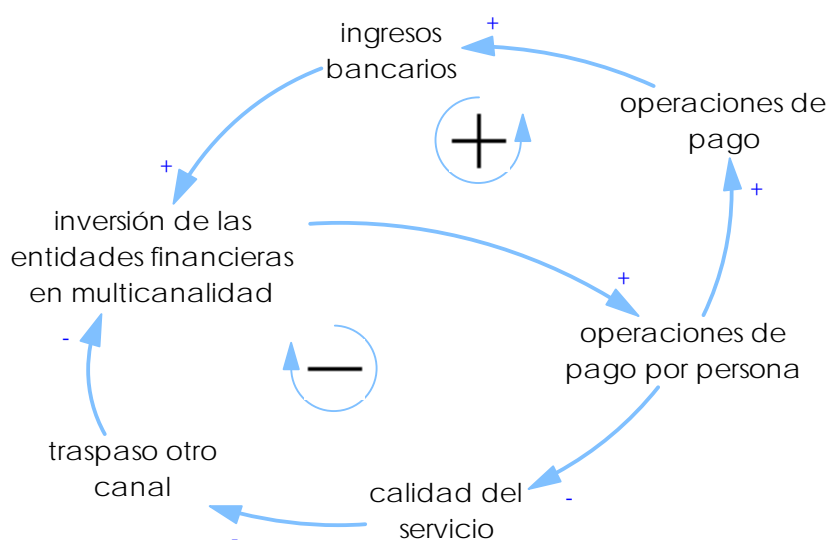 ingresos
bancarios
+
operaciones de
pago
+
+
+
inversión de las
entidades financieras
en multicanalidad
+
-
operaciones de
pago por persona
—
traspaso otro
canal
calidad del
servicio
-
-